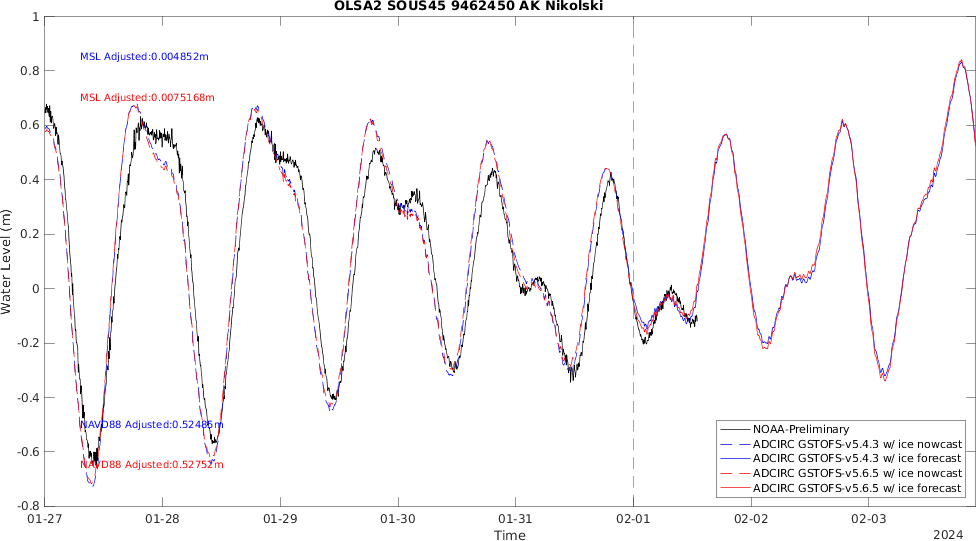 OLSA2 SOUS45 9462450 AK Nikolski
1
0.8
0.6
0.4
0.2
0
-0.2
-0.4
-0.6
-0.8
Water Level (m)
MSL Adjusted:0.004852m
MSL Adjusted:0.0075168m
NAVD88 Adjusted:0.52485m
NAVD88 Adjusted:0.52752m
NOAA-Preliminary
ADCIRC GSTOFS-v5.4.3 w/ ice nowcast
ADCIRC GSTOFS-v5.4.3 w/ ice forecast
ADCIRC GSTOFS-v5.6.5 w/ ice nowcast
ADCIRC GSTOFS-v5.6.5 w/ ice forecast
01-27 01-28 01-29 01-30 01-31 02-01 02-02 02-03
Time
2024